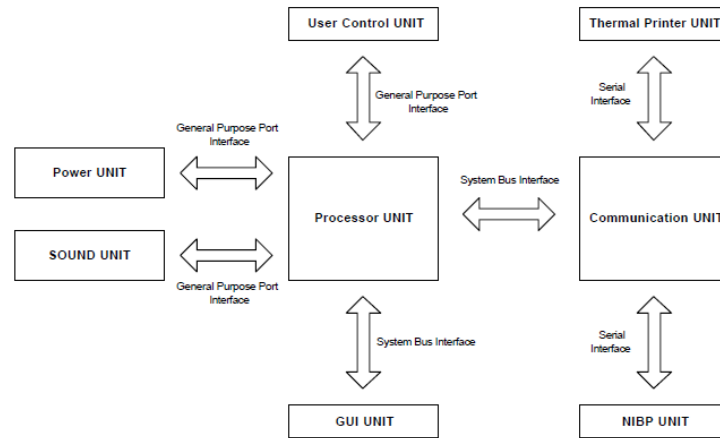 User Control UNIT
Thermal Printer UNIT
General Purpose Port
Interface
Serial
Interface
General Purpose Port
Interface
Power UNIT
Processor UNIT
System Bus Interface
Communication UNIT
SOUND UNIT
General Purpose Port
Interface
System Bus Interface
Serial
Interface
GUI UNIT
NIBP UNIT